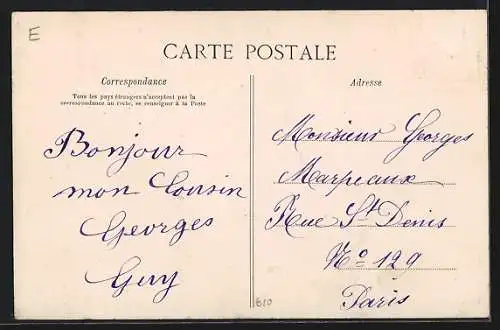 E
CARTE POSTALE
Correspondance
Tous les pays étrangers n'acceptent pas la
correspondance au recto, se renseigner à la Poste
Bonjour
mon Cousin
Georges
Guy
Adresse
Monsieur Georges
Marpeaux
Rue St Denis
No 129
Paris
810